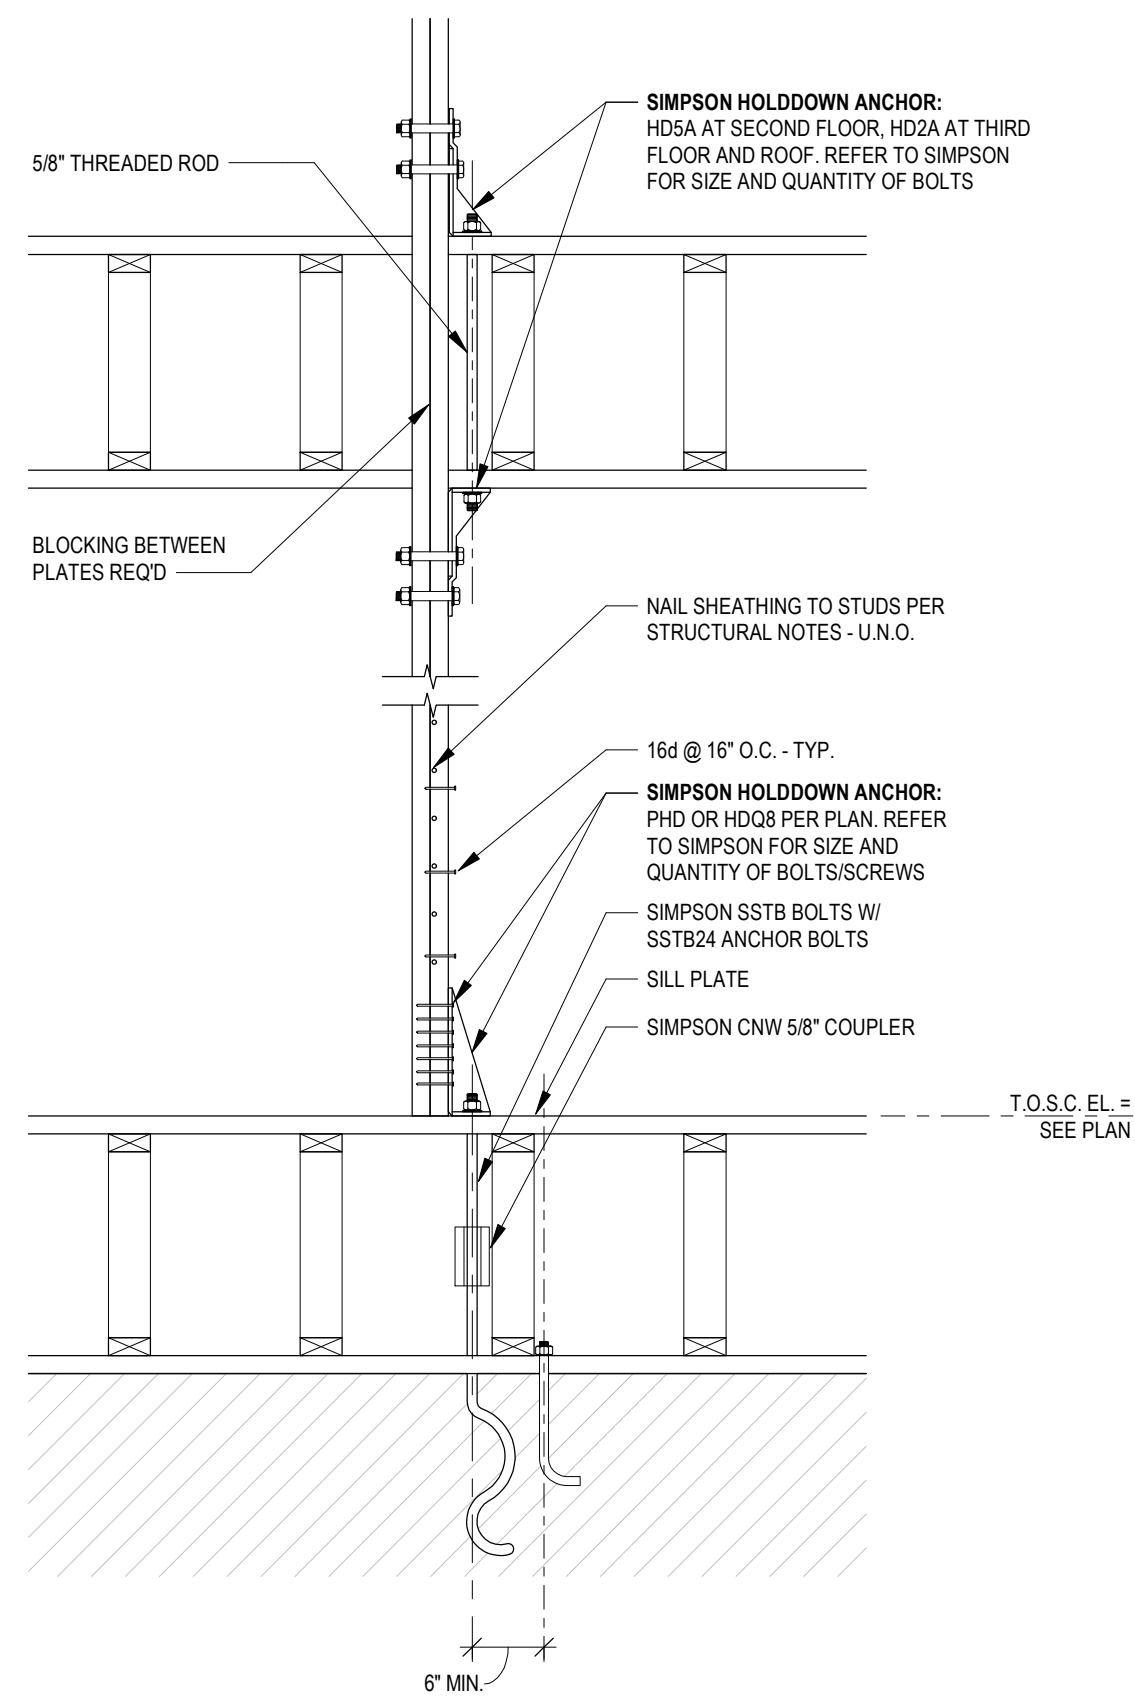 SIMPSON HOLDDOWN ANCHOR:
HD5A AT SECOND FLOOR, HD2A AT THIRD
FLOOR AND ROOF. REFER TO SIMPSON
FOR SIZE AND QUANTITY OF BOLTS
5/8" THREADED ROD
BLOCKING BETWEEN
PLATES REQ'D
NAIL SHEATHING TO STUDS PER
STRUCTURAL NOTES - U.N.O.
16d @ 16" O.C. - TYP.
SIMPSON HOLDDOWN ANCHOR:
PHD OR HDQ8 PER PLAN. REFER
TO SIMPSON FOR SIZE AND
QUANTITY OF BOLTS/SCREWS
SIMPSON SSTB BOLTS W/
SSTB24 ANCHOR BOLTS
SILL PLATE
SIMPSON CNW 5/8" COUPLER
T.O.S.C. EL. =
SEE PLAN
6" MIN.